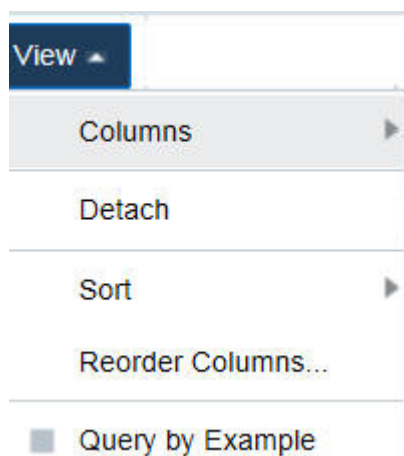 View
Columns
Detach
Sort
Reorder Columns...
Query by Example